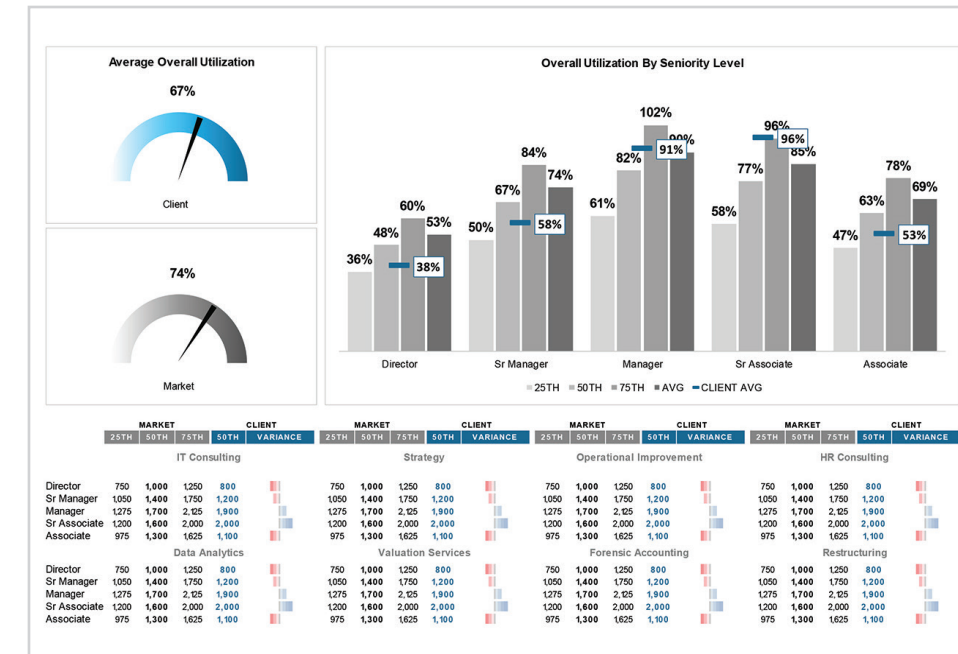 Average Overall Utilization
67%
Client
74%
Market
Overall Utilization By Seniority Level
36% 48% 60% 53% 38%
50% 67% 84% 74% 58%
61% 82% 102% 90% 91%
58% 77% 96% 85% 96%
47% 63% 78% 69% 53%
Director Sr Manager Manager Sr Associate Associate
25TH 50TH 75TH AVG CLIENT AVG
MARKET CLIENT MARKET CLIENT MARKET CLIENT MARKET CLIENT
25TH 50TH 75TH 50TH VARIANCE 25TH 50TH 75TH 50TH VARIANCE 25TH 50TH 75TH 50TH VARIANCE 25TH 50TH 75TH 50TH VARIANCE
IT Consulting Strategy Operational Improvement HR Consulting
Director 750 1,000 1,250 800 750 1,000 1,250 800 750 1,000 1,250 800 750 1,000 1,250 800
Sr Manager 1,050 1,400 1,750 1,200 1,050 1,400 1,750 1,200 1,050 1,400 1,750 1,200 1,050 1,400 1,750 1,200
Manager 1,275 1,700 2,125 1,900 1,275 1,700 2,125 1,900 1,275 1,700 2,125 1,900 1,275 1,700 2,125 1,900
Sr Associate 1,200 1,600 2,000 2,000 1,200 1,600 2,000 2,000 1,200 1,600 2,000 2,000 1,200 1,600 2,000 2,000
Associate 975 1,300 1,625 1,100 975 1,300 1,625 1,100 975 1,300 1,625 1,100 975 1,300 1,625 1,100
Data Analytics Valuation Services Forensic Accounting Restructuring
Director 750 1,000 1,250 800 750 1,000 1,250 800 750 1,000 1,250 800 750 1,000 1,250 800
Sr Manager 1,050 1,400 1,750 1,200 1,050 1,400 1,750 1,200 1,050 1,400 1,750 1,200 1,050 1,400 1,750 1,200
Manager 1,275 1,700 2,125 1,900 1,275 1,700 2,125 1,900 1,275 1,700 2,125 1,900 1,275 1,700 2,125 1,900
Sr Associate 1,200 1,600 2,000 2,000 1,200 1,600 2,000 2,000 1,200 1,600 2,000 2,000 1,200 1,600 2,000 2,000
Associate 975 1,300 1,625 1,100 975 1,300 1,625 1,100 975 1,300 1,625 1,100 975 1,300 1,625 1,100